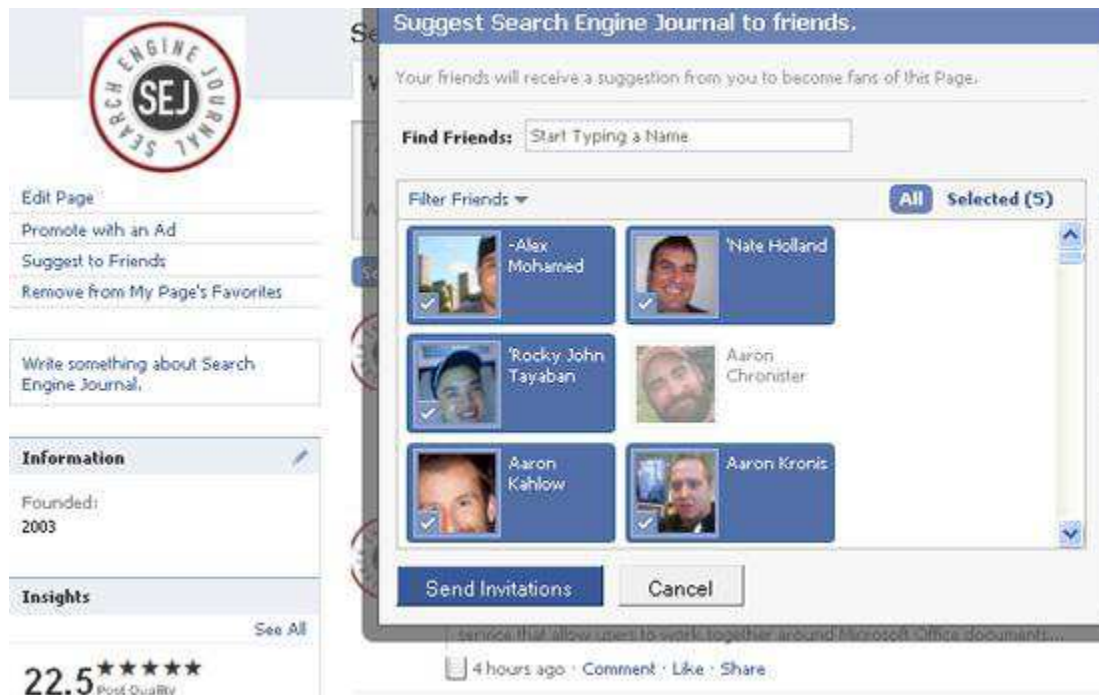 SEARCH ENGINE JOURNAL
SEJ
Edit Page
Promote with an Ad
Suggest to Friends
Remove from My Page's Favorites
Write something about Search
Engine Journal.
Information
Founded:
2003
Insights
See All
22.5
Post Quality
Suggest Search Engine Journal to friends.
Your friends will receive a suggestion from you to become fans of this Page.
Find Friends: Start Typing a Name
Filter Friends All Selected (5)
-Alex
Mohamed
'Nate Holland
'Rocky John
Tayaban
Aaron
Chronister
Aaron
Kahlow
Aaron Kronis
Send Invitations Cancel
service that allow users to work together around Microsoft Office documents...
4 hours ago · Comment · Like · Share